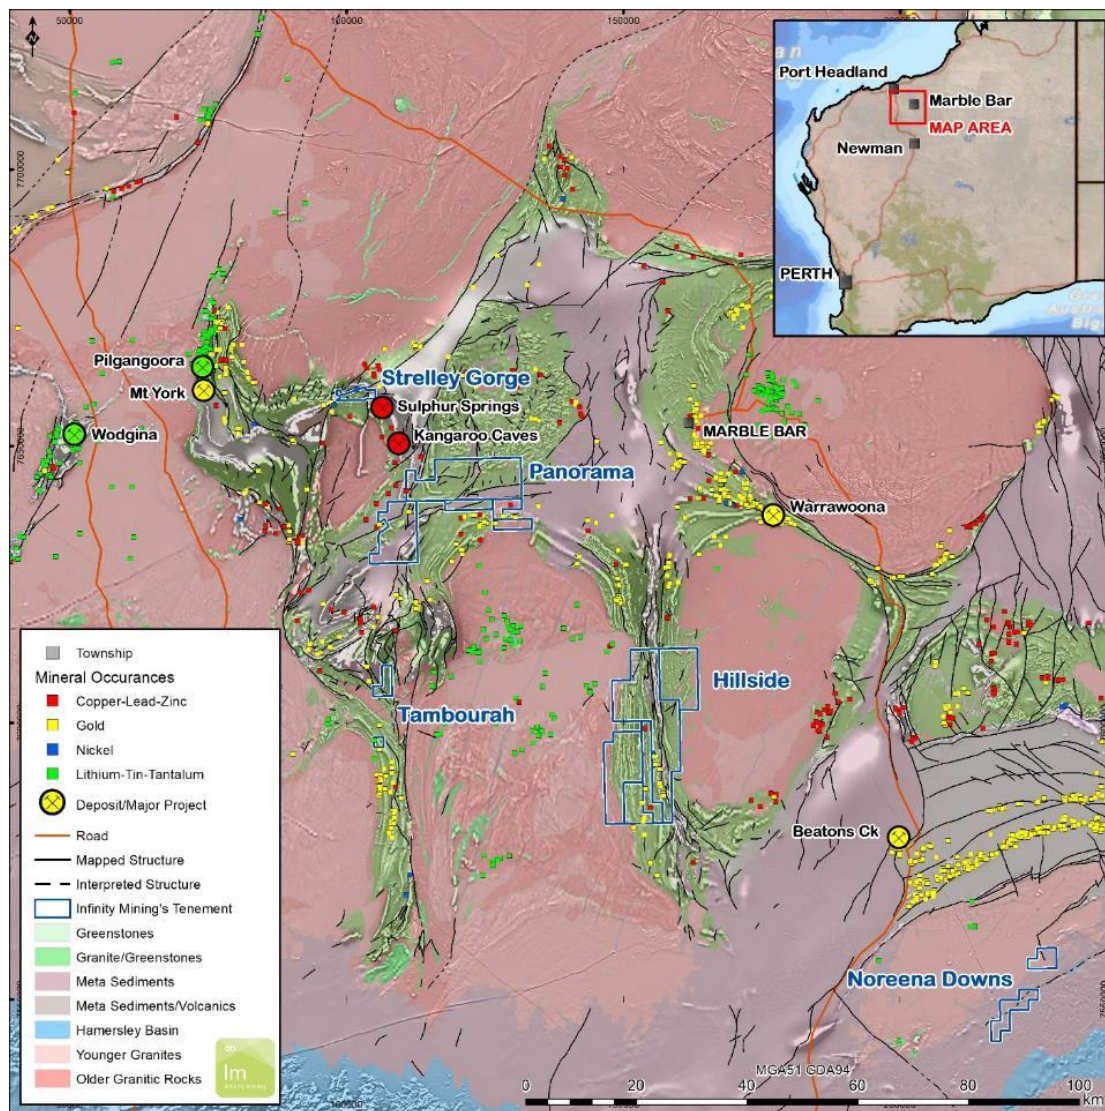 50000
100000
150000
7700000
7650000
N
Port Headland
Marble Bar
MAP AREA
Newman
PERTH
Pilgangoora
Mt York
Wodgina
Strelley Gorge
Sulphur Springs
Kangaroo Caves
MARBLE BAR
Panorama
Warrawoona
Hillside
Tambourah
Beatons Ck
Noreena Downs
Township
Mineral Occurances
Copper-Lead-Zinc
Gold
Nickel
Lithium-Tin-Tantalum
Deposit/Major Project
Road
Mapped Structure
Interpreted Structure
Infinity Mining's Tenement
Greenstones
Granite/Greenstones
Meta Sediments
Meta Sediments/Volcanics
Hamersley Basin
Younger Granites
Older Granitic Rocks
Im
MGA51 GDA94
0 20 40 60 80 100
km